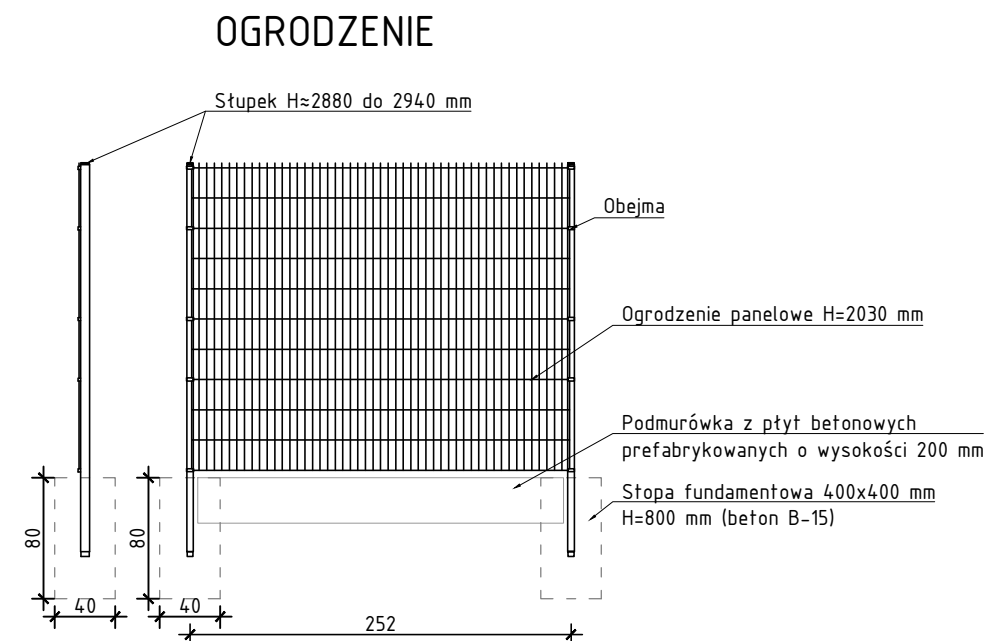 OGRODZENIE
Słupek H≈2880 do 2940 mm
Obejma
Ogrodzenie panelowe H=2030 mm
Podmurówka z płyt betonowych
prefabrykowanych o wysokości 200 mm
Stopa fundamentowa 400x400 mm
H=800 mm (beton B-15)
80
80
40
40
252